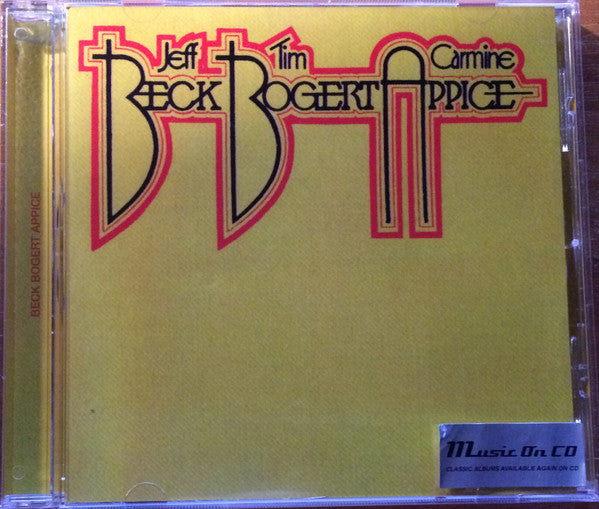 Jeff Tim Carmine
BECK BOGERT APPICE
BECK BOGERT APPICE
Music On CD
CLASSIC ALBUMS AVAILABLE AGAIN ON CD